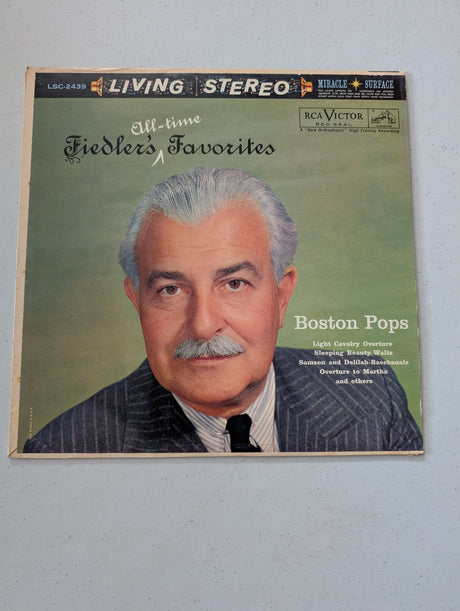 LSC-2439
LIVING STEREO
MIRACLE SURFACE
RCA VICTOR
RED SEAL
A "New Orthophonic" High Fidelity Recording
All-time
Fiedler's Favorites
Boston Pops
Light Cavalry Overture
Sleeping Beauty Waltz
Samson and Delilah-Bacchanale
Overture to Martha
and others